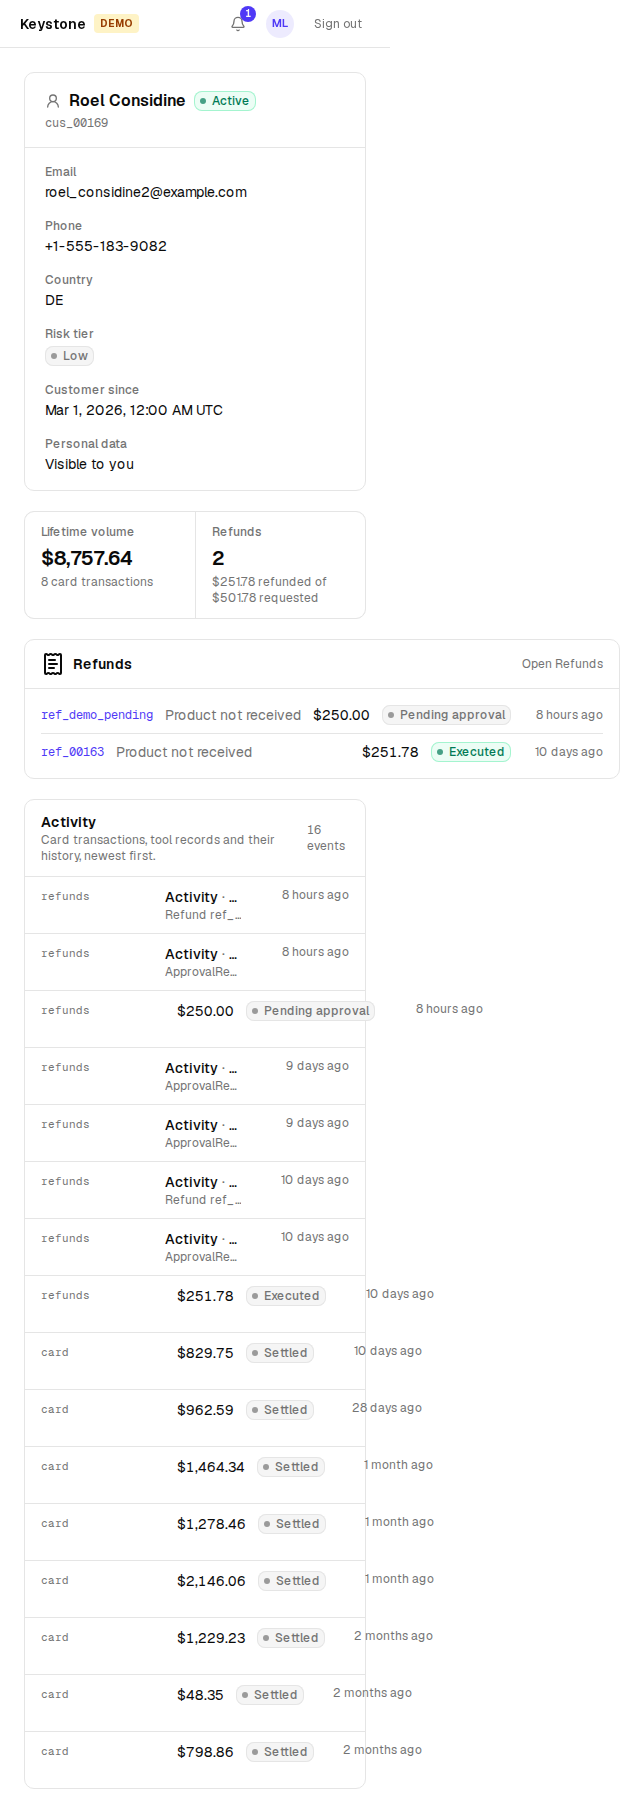 Keystone DEMO 1 ML Sign out
Roel Considine Active
cus_00169
Email
roel_considine2@example.com
Phone
+1-555-183-9082
Country
DE
Risk tier
Low
Customer since
Mar 1, 2026, 12:00 AM UTC
Personal data
Visible to you
Lifetime volume
$8,757.64
8 card transactions
Refunds
2
$251.78 refunded of
$501.78 requested
Refunds Open Refunds
ref_demo_pending Product not received $250.00 Pending approval 8 hours ago
ref_00163 Product not received $251.78 Executed 10 days ago
Activity
Card transactions, tool records and their
history, newest first.
16
events
refunds Activity · … 8 hours ago
Refund ref_…
refunds Activity · … 8 hours ago
ApprovalRe…
refunds $250.00 Pending approval 8 hours ago
refunds Activity · … 9 days ago
ApprovalRe…
refunds Activity · … 9 days ago
ApprovalRe…
refunds Activity · … 10 days ago
Refund ref_…
refunds Activity · … 10 days ago
ApprovalRe…
refunds $251.78 Executed 10 days ago
card $829.75 Settled 10 days ago
card $962.59 Settled 28 days ago
card $1,464.34 Settled 1 month ago
card $1,278.46 Settled 1 month ago
card $2,146.06 Settled 1 month ago
card $1,229.23 Settled 2 months ago
card $48.35 Settled 2 months ago
card $798.86 Settled 2 months ago